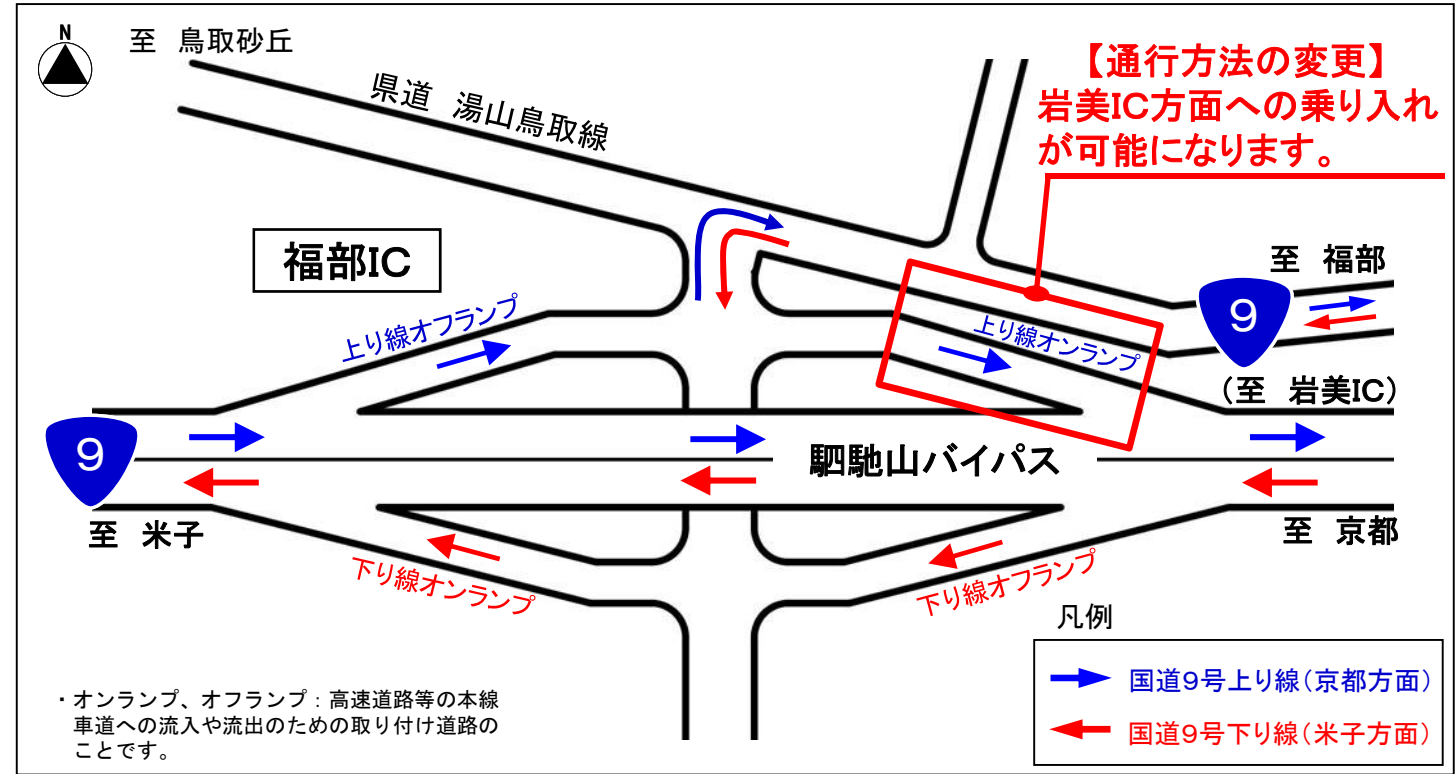 N
至 鳥取砂丘
県道 湯山鳥取線
【通行方法の変更】
岩美IC方面への乗り入れ
が可能になります。
福部IC
至 福部
9
上り線オフランプ
上り線オンランプ
(至 岩美IC)
9
駟馳山バイパス
至 米子
至 京都
下り線オンランプ
下り線オフランプ
凡例
国道9号上り線(京都方面)
国道9号下り線(米子方面)
・オンランプ、オフランプ：高速道路等の本線
車道への流入や流出のための取り付け道路の
ことです。